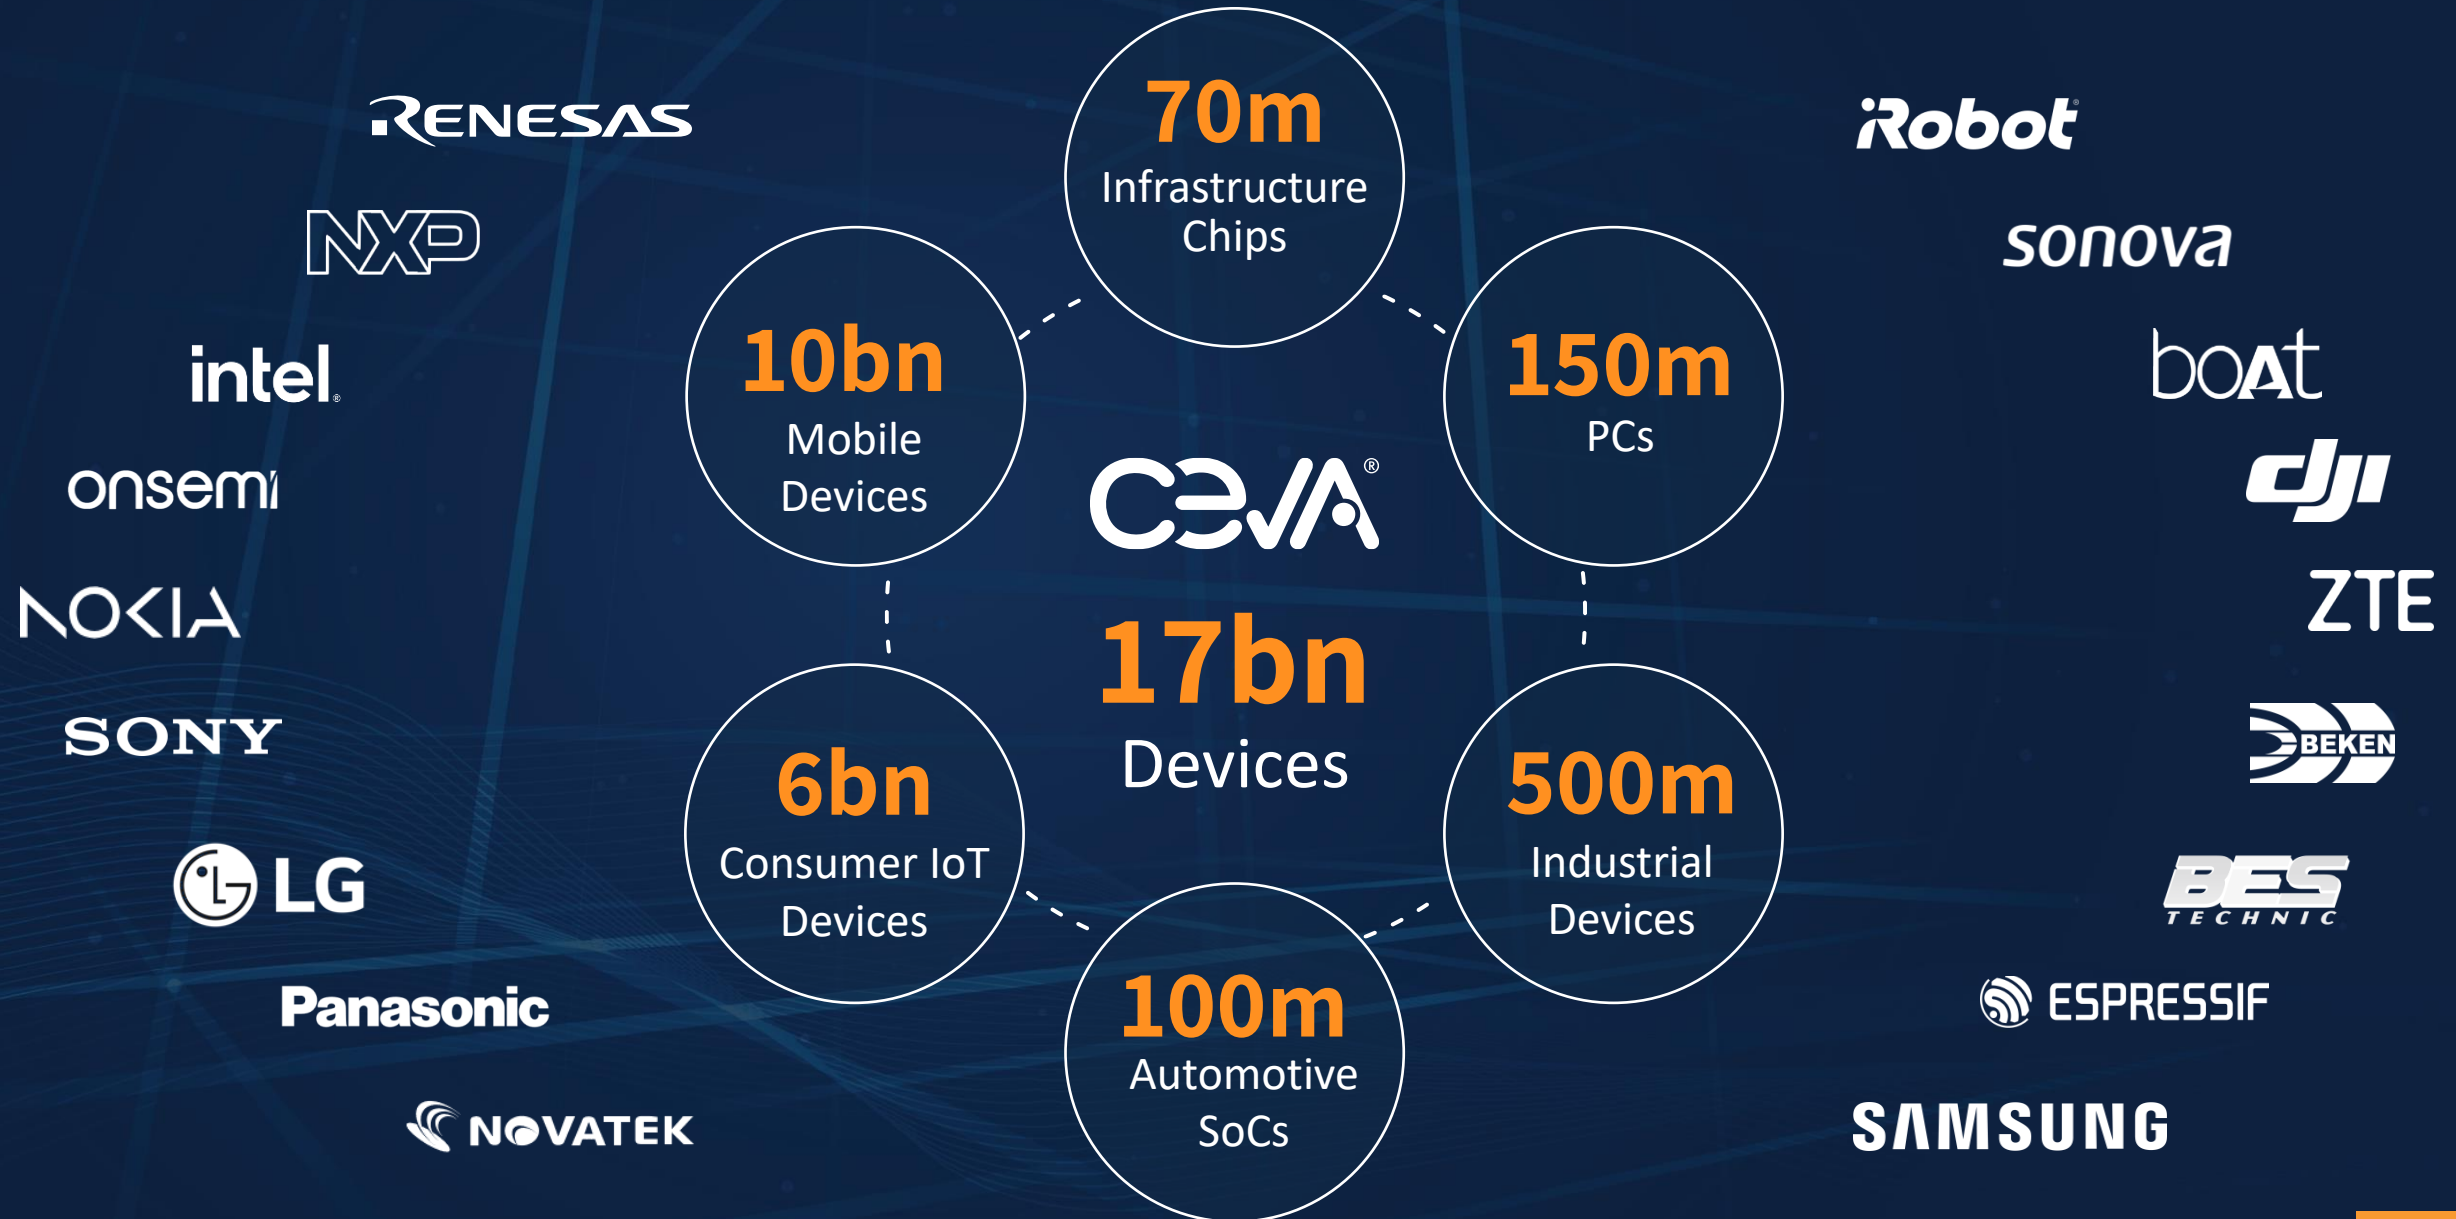 RENESAS
NXP
intel®
onsemi
NOKIA
SONY
LG
Panasonic
NOVATEK
70m
Infrastructure
Chips
10bn
Mobile
Devices
150m
PCs
CEVA®
17bn
Devices
6bn
Consumer IoT
Devices
500m
Industrial
Devices
100m
Automotive
SoCs
iRobot®
sonova
boAt
dji
ZTE
BEKEN
BES
TECHNIC
ESPRESSIF
SAMSUNG